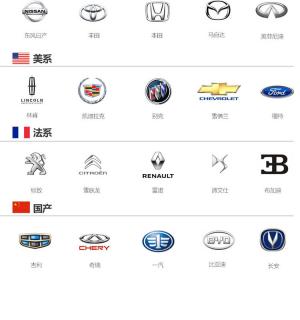 NISSAN
东风日产 丰田 本田 马自达 英菲尼迪
美系
LINCOLN CHEVROLET Ford
林肯 凯迪拉克 别克 雪佛兰 福特
法系
CITROËN RENAULT DS EB
标致 雪铁龙 雷诺 谛艾仕 布加迪
国产
CHERY BYD
吉利 奇瑞 一汽 比亚迪 长安